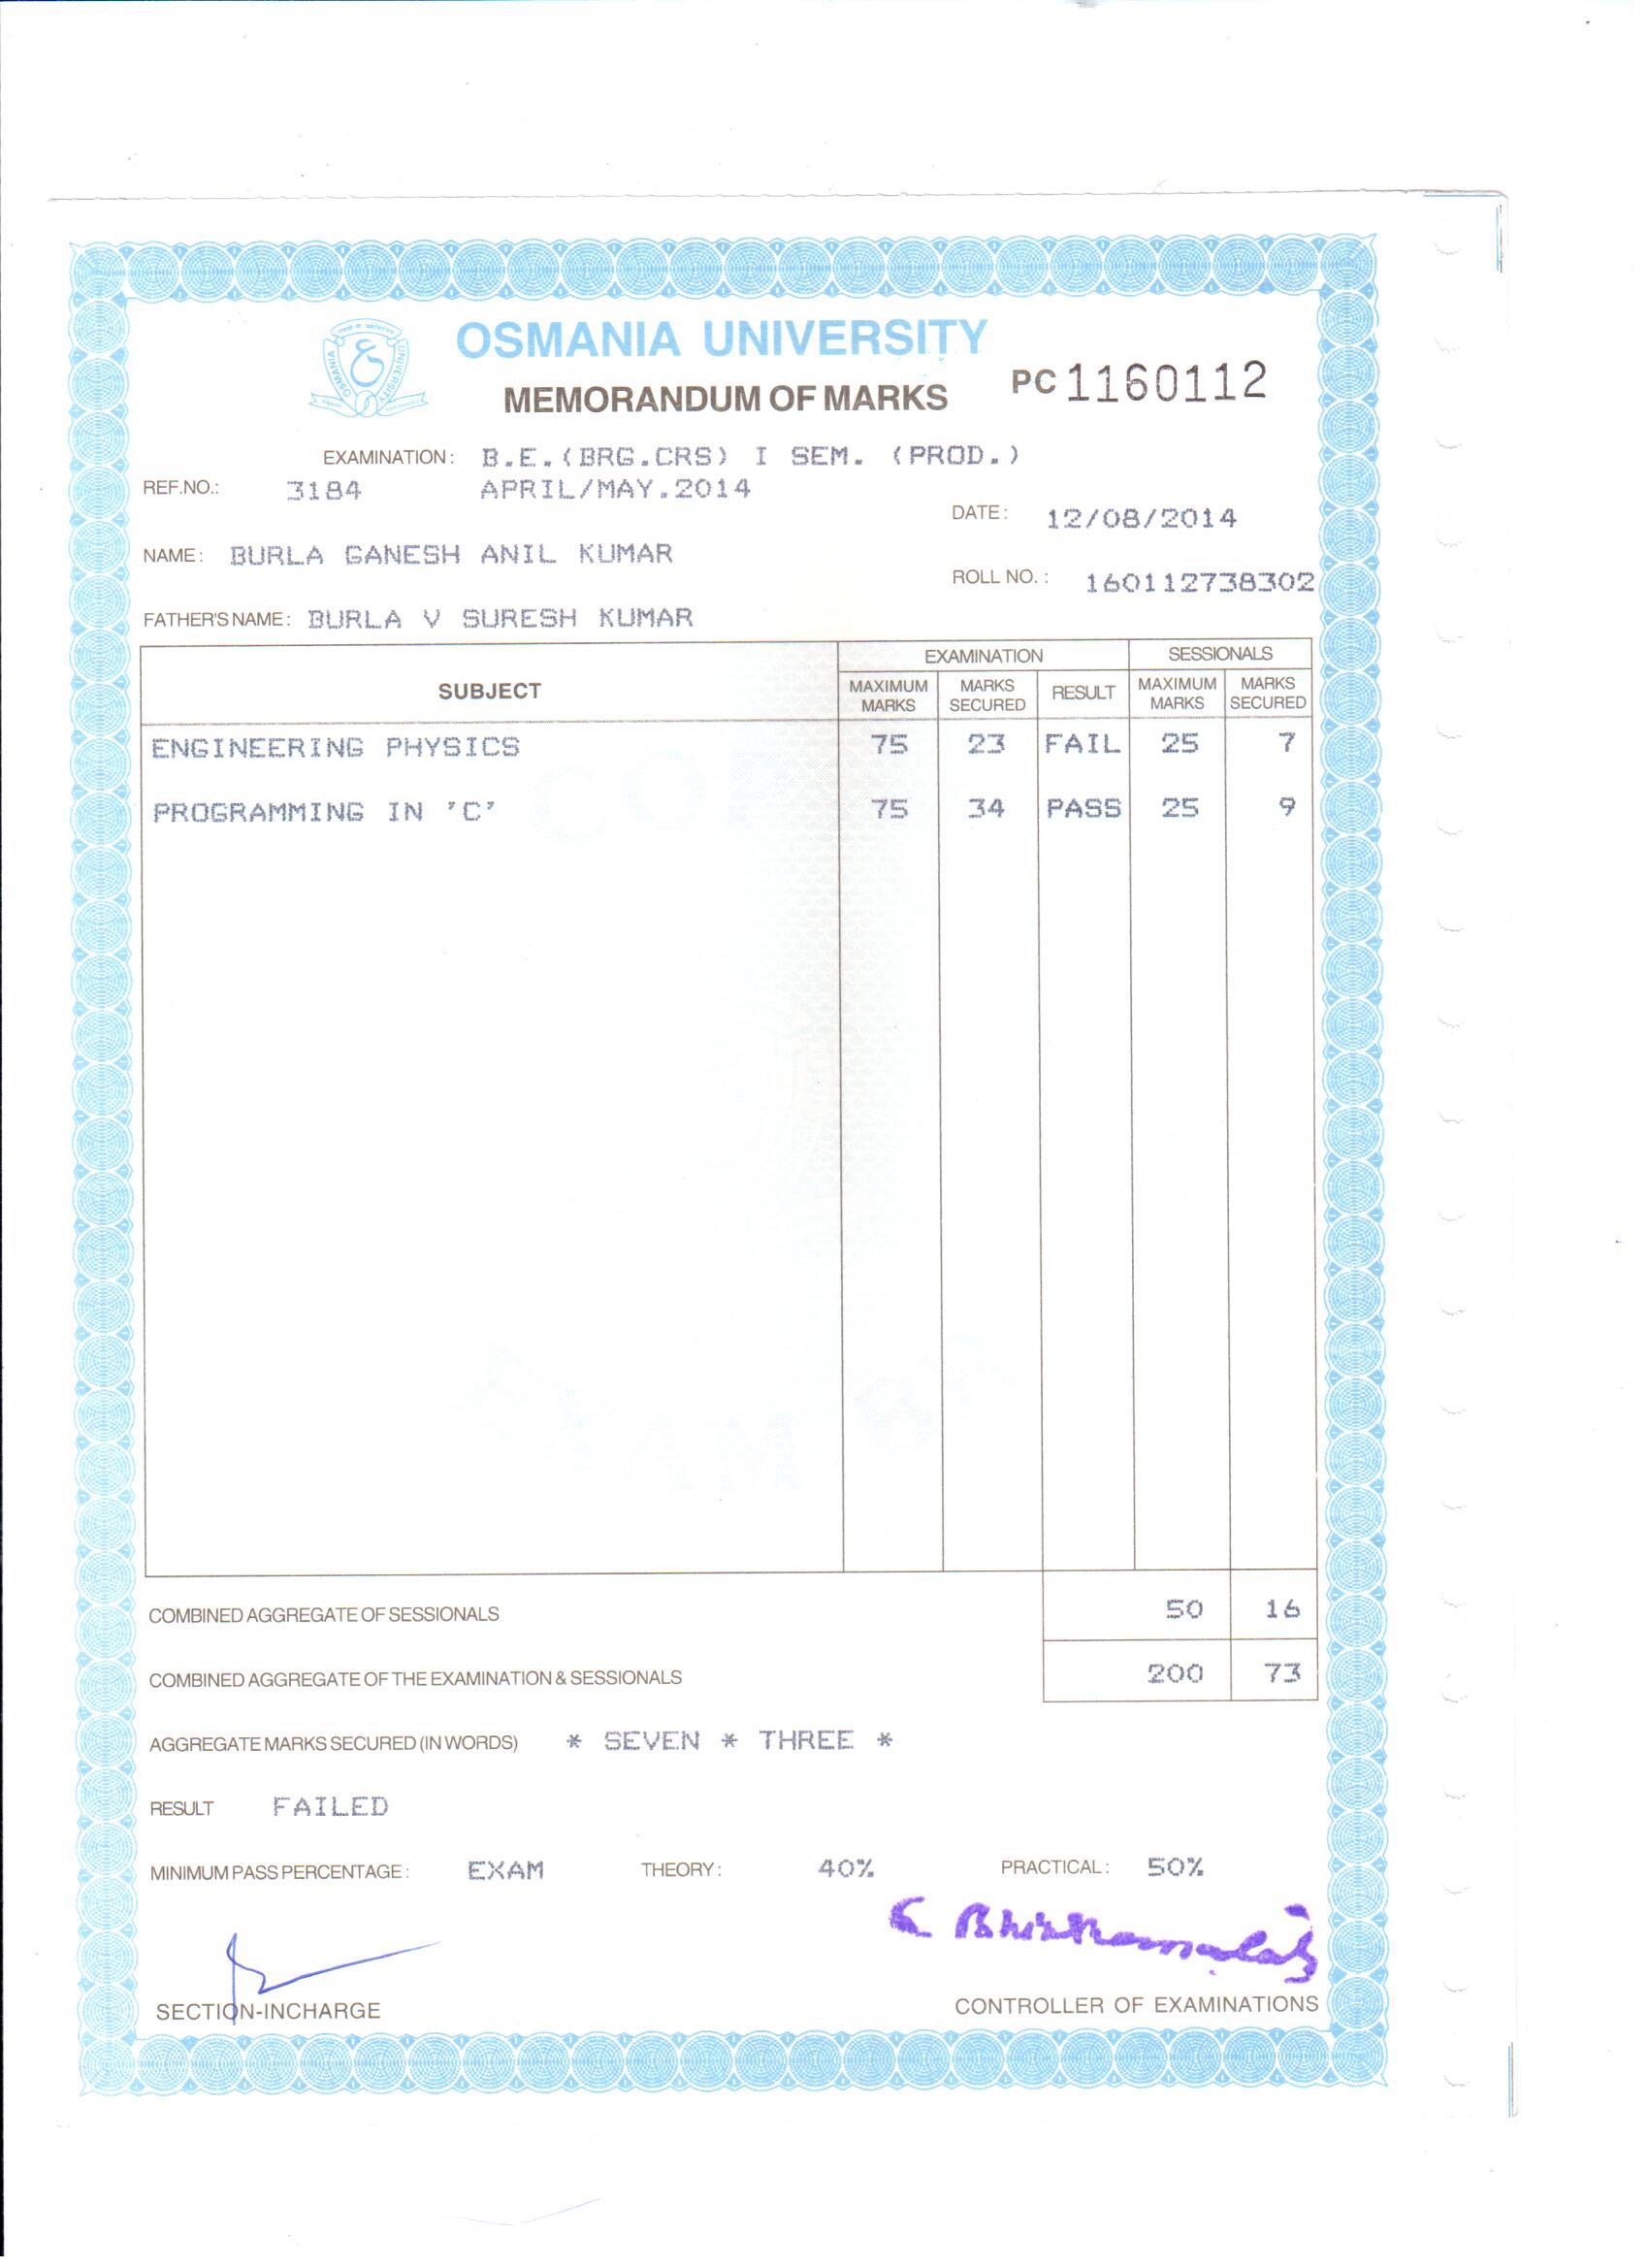 OSMANIA UNIVERSITY
MEMORANDUM OF MARKS
PC 1160112
EXAMINATION: B.E.(BRG.CRS) I SEM. (PROD.)
REF.NO.: 3184 APRIL/MAY.2014
DATE: 12/08/2014
NAME: BURLA GANESH ANIL KUMAR
ROLL NO. : 160112738302
FATHER'S NAME: BURLA V SURESH KUMAR
SUBJECT EXAMINATION SESSIONALS
MAXIMUM MARKS MARKS SECURED RESULT MAXIMUM MARKS MARKS SECURED
ENGINEERING PHYSICS 75 23 FAIL 25 7
PROGRAMMING IN 'C' 75 34 PASS 25 9
COMBINED AGGREGATE OF SESSIONALS 50 16
COMBINED AGGREGATE OF THE EXAMINATION & SESSIONALS 200 73
AGGREGATE MARKS SECURED (IN WORDS) * SEVEN * THREE *
RESULT FAILED
MINIMUM PASS PERCENTAGE: EXAM THEORY: 40% PRACTICAL: 50%
SECTION-INCHARGE CONTROLLER OF EXAMINATIONS